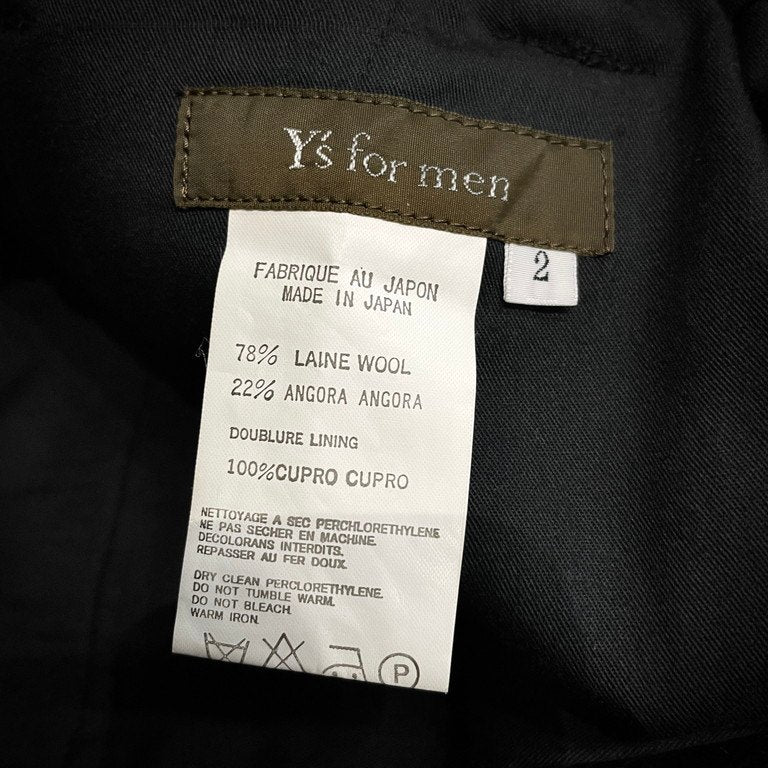 Y's for men
2
FABRIQUE AU JAPON
MADE IN JAPAN
78% LAINE WOOL
22% ANGORA ANGORA
DOUBLURE LINING
100%CUPRO CUPRO
NETTOYAGE A SEC PERCHLORETHYLENE
NE PAS SECHER EN MACHINE.
DECOLORANS INTERDITS.
REPASSER AU FER DOUX.
DRY CLEAN PERCLORETHYLENE.
DO NOT TUMBLE WARM.
DO NOT BLEACH.
WARM IRON.
P